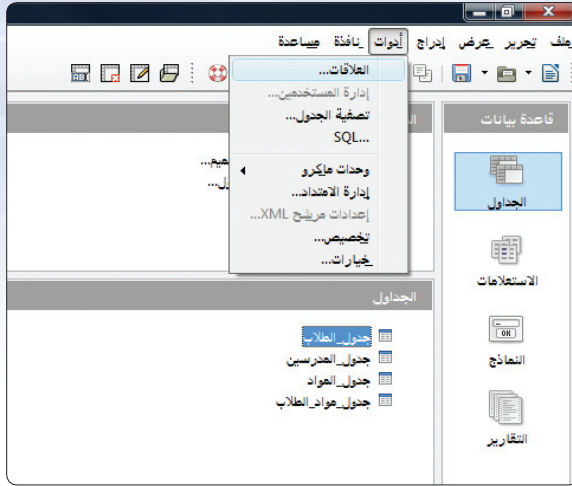 ملف تحرير عرض إدراج أدوات نافذة مساعدة
العلاقات...
إدارة المستخدمين...
تصفية الجدول...
SQL...
وحدات ماكرو
إدارة الامتداد...
إعدادات مرشح XML...
تخصيص...
خيارات...
قاعدة بيانات
الجداول
الاستعلامات
OK
النماذج
التقارير
الجداول
جدول_الطلاب
جدول_المدرسين
جدول_المواد
جدول_مواد_الطلاب